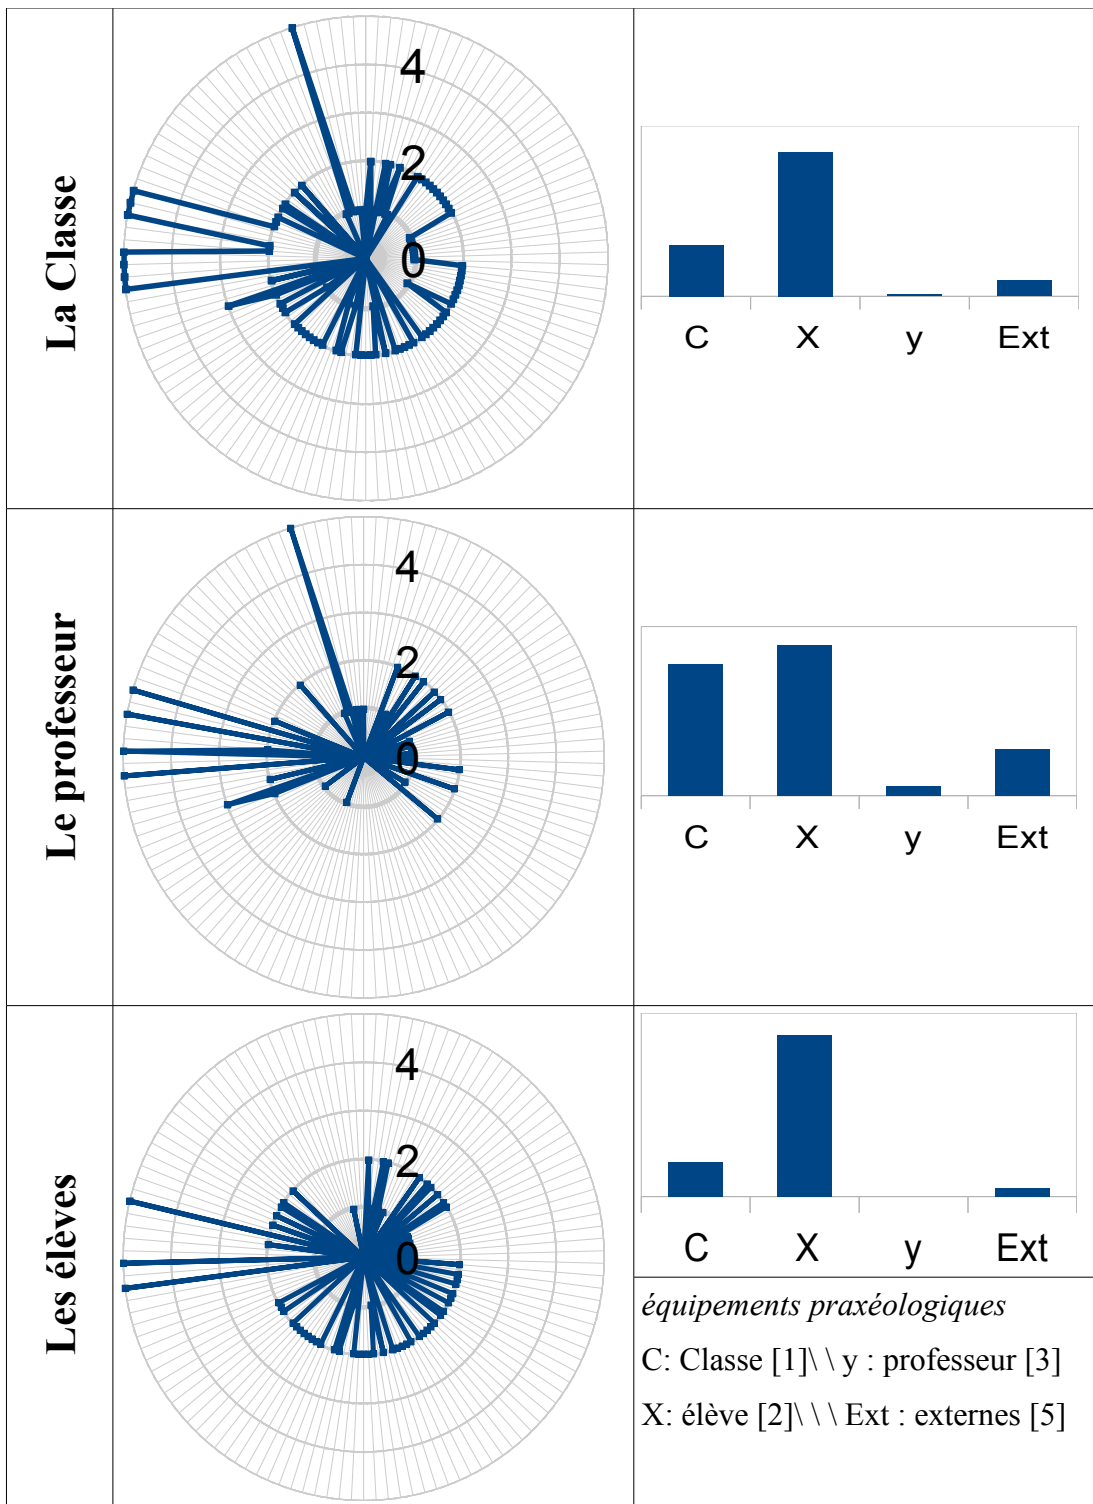 La Classe
4
2
0
C X y Ext
Le professeur
4
2
0
C X y Ext
Les élèves
4
2
0
C X y Ext
équipements praxéologiques
C: Classe [1]\ \ y : professeur [3]
X: élève [2]\ \ \ Ext : externes [5]